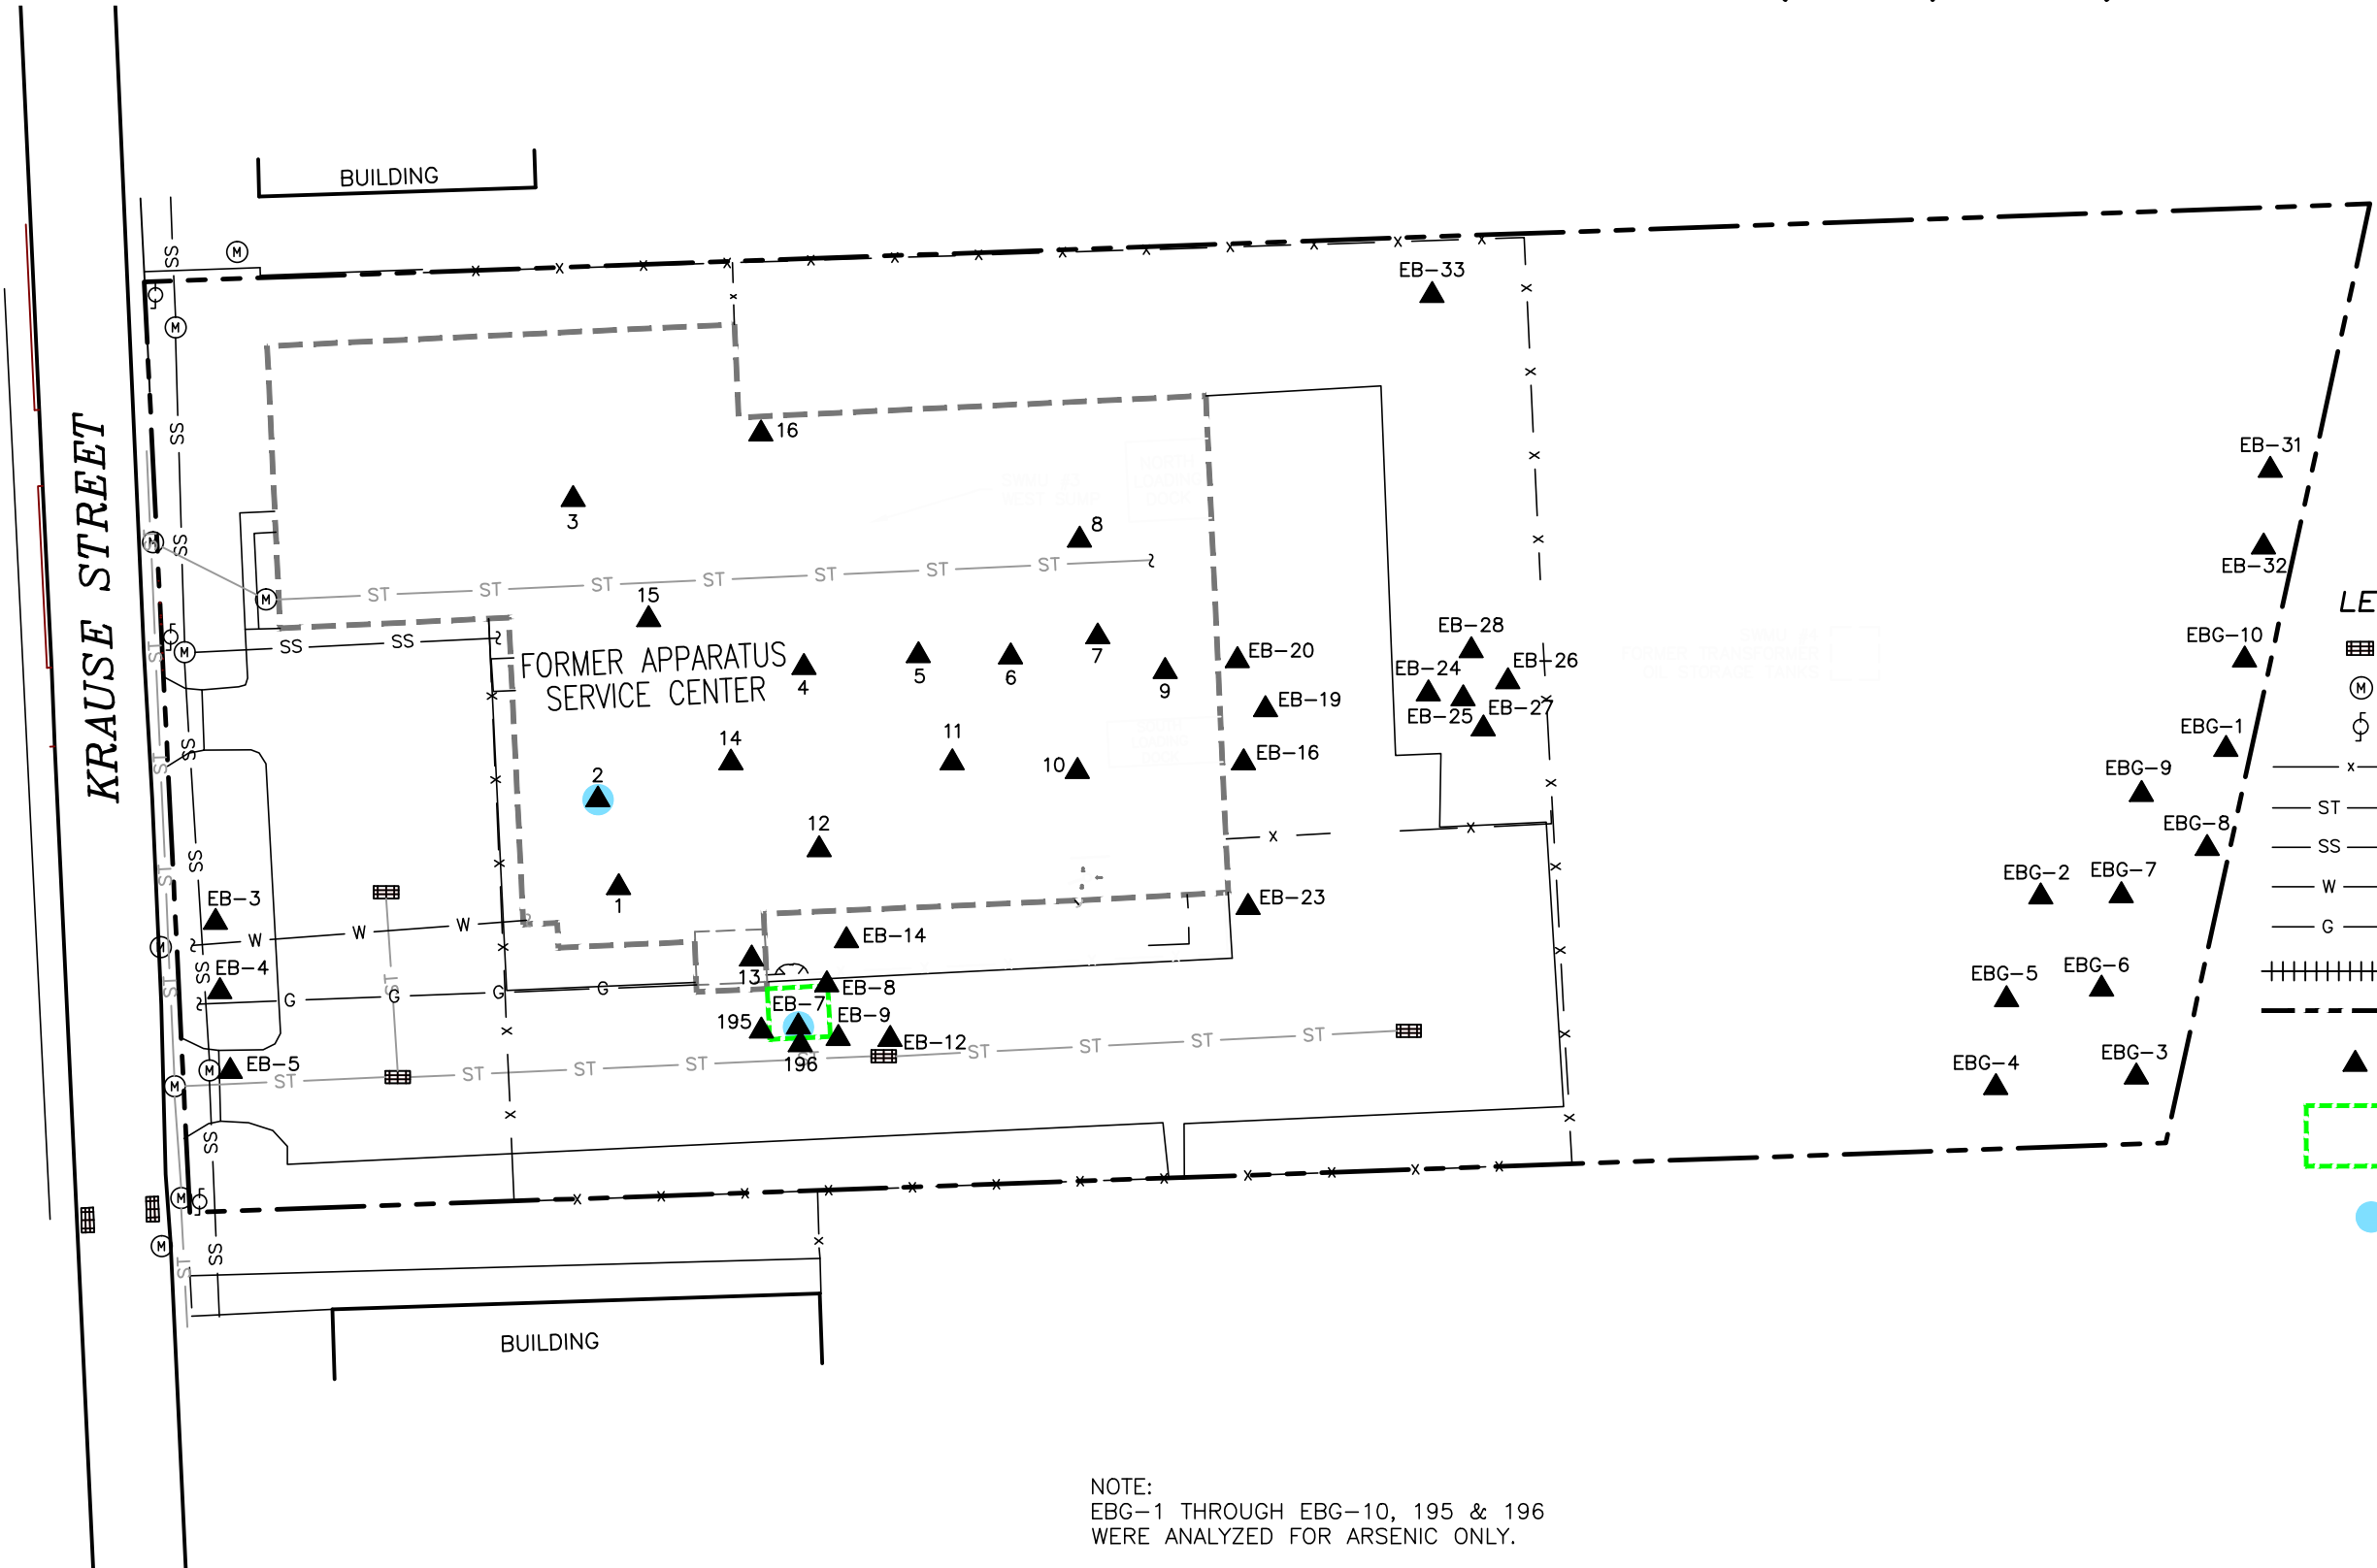 BUILDING
EB-33
KRAUSE STREET
16
3
8
15
FORMER APPARATUS
SERVICE CENTER
4
5
6
7
9
EB-20
EB-19
EB-16
EB-28
EB-24
EB-26
EB-25
EB-27
EB-31
EB-32
EBG-10
EBG-1
EBG-9
EBG-8
EBG-2
EBG-7
EBG-5
EBG-6
EBG-4
EBG-3
14
11
10
2
12
1
EB-3
EB-4
EB-5
EB-23
EB-14
13
EB-8
EB-7
195
EB-9
EB-12
196
SS
ST
W
G
M
x
LE
M
x
ST
SS
W
G
BUILDING
NOTE:
EBG-1 THROUGH EBG-10, 195 & 196
WERE ANALYZED FOR ARSENIC ONLY.